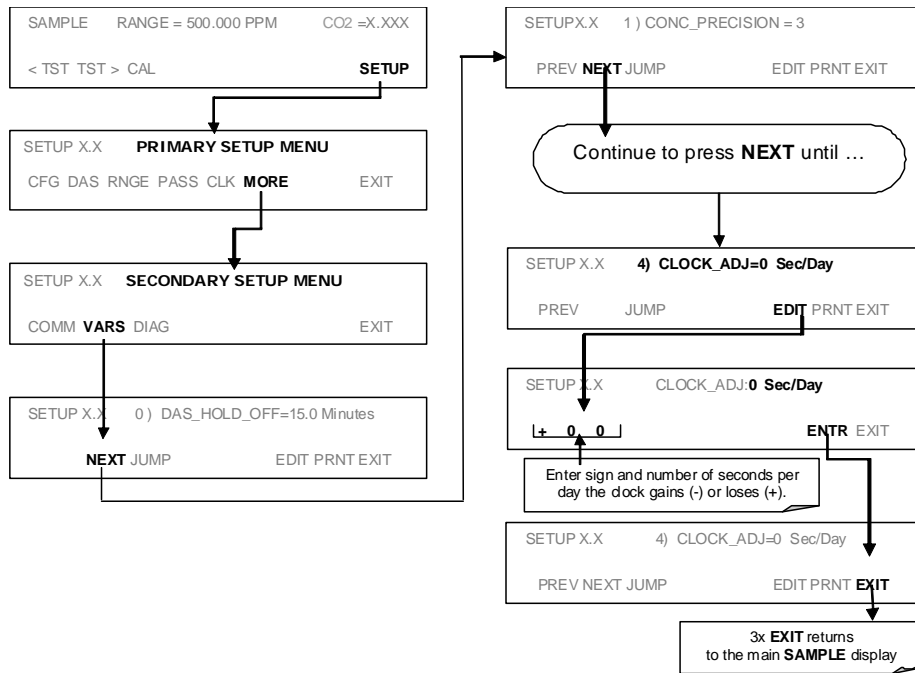 SAMPLE RANGE = 500.000 PPM CO2 =X.XXX
< TST TST > CAL SETUP
SETUP X.X PRIMARY SETUP MENU
CFG DAS RNGE PASS CLK MORE EXIT
SETUP X.X SECONDARY SETUP MENU
COMM VARS DIAG EXIT
SETUP X.X 0 ) DAS_HOLD_OFF=15.0 Minutes
NEXT JUMP EDIT PRNT EXIT
SETUPX.X 1 ) CONC_PRECISION = 3
PREV NEXT JUMP EDIT PRNT EXIT
Continue to press NEXT until …
SETUP X.X 4) CLOCK_ADJ=0 Sec/Day
PREV JUMP EDIT PRNT EXIT
SETUP X.X CLOCK_ADJ:0 Sec/Day
+ 0 0 ENTR EXIT
Enter sign and number of seconds per
day the clock gains (-) or loses (+).
SETUP X.X 4) CLOCK_ADJ=0 Sec/Day
PREV NEXT JUMP EDIT PRNT EXIT
3x EXIT returns
to the main SAMPLE display